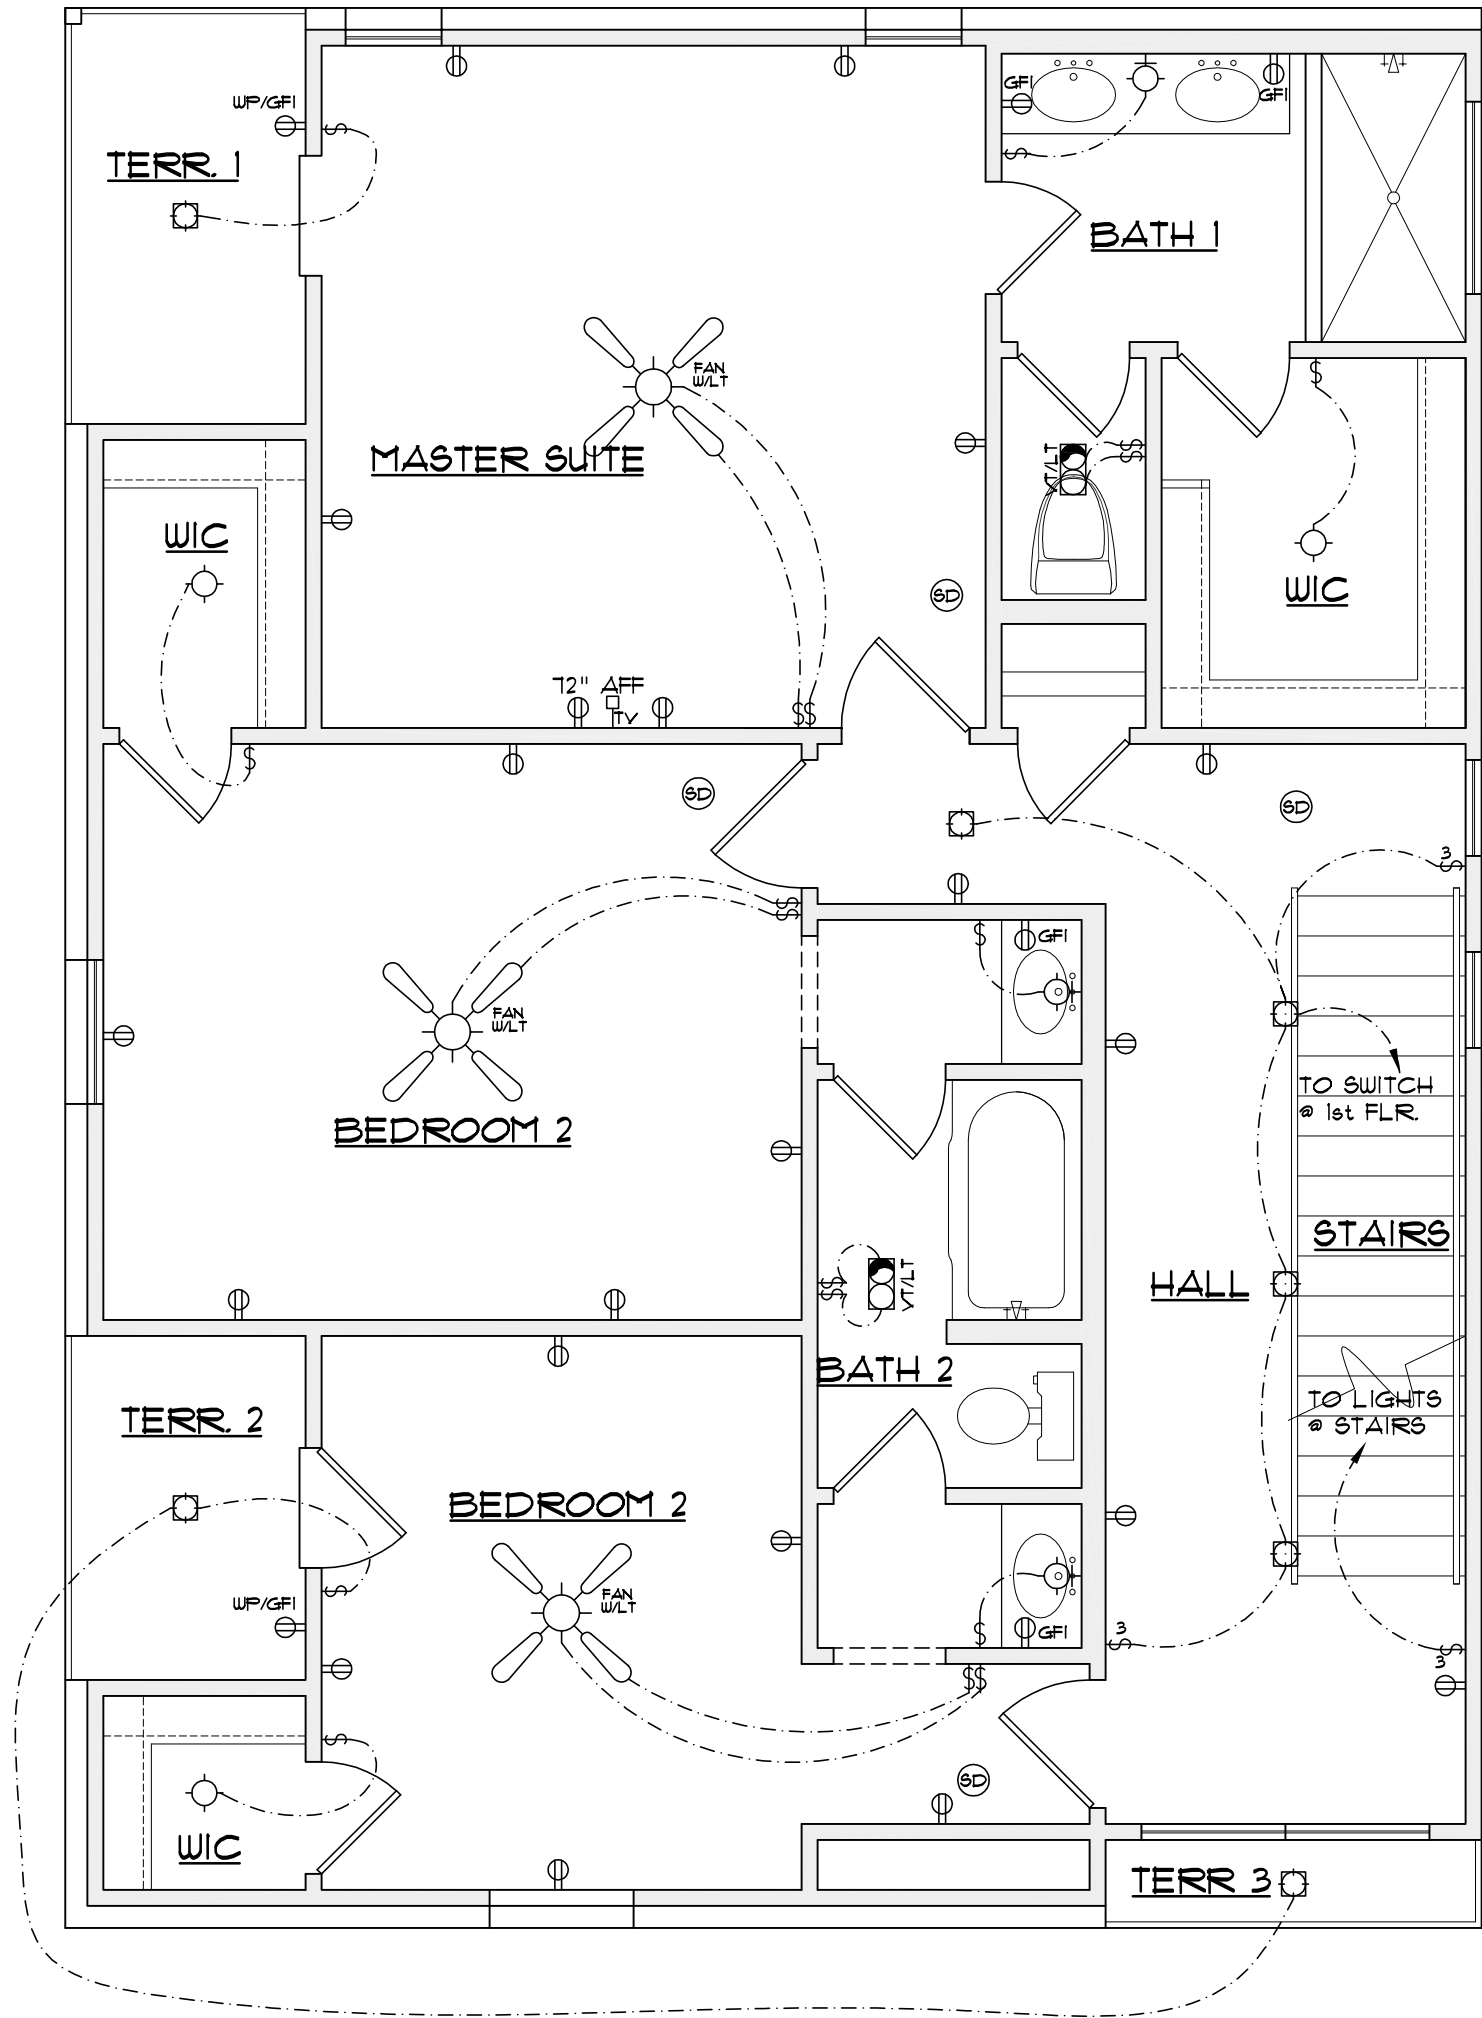 GFI
GFI
WP/GFI
TERR. 1
BATH 1
FAN
W/LT
MASTER SUITE
VT/LT
WIC
WIC
SD
72" AFF
TV
SD
SD
3
GFI
FAN
W/LT
TO SWITCH
@ 1st FLR.
BEDROOM 2
STAIRS
VT/LT
HALL
BATH 2
TO LIGHTS
@ STAIRS
TERR. 2
BEDROOM 2
FAN
W/LT
WP/GFI
GFI
3
3
SD
WIC
TERR 3